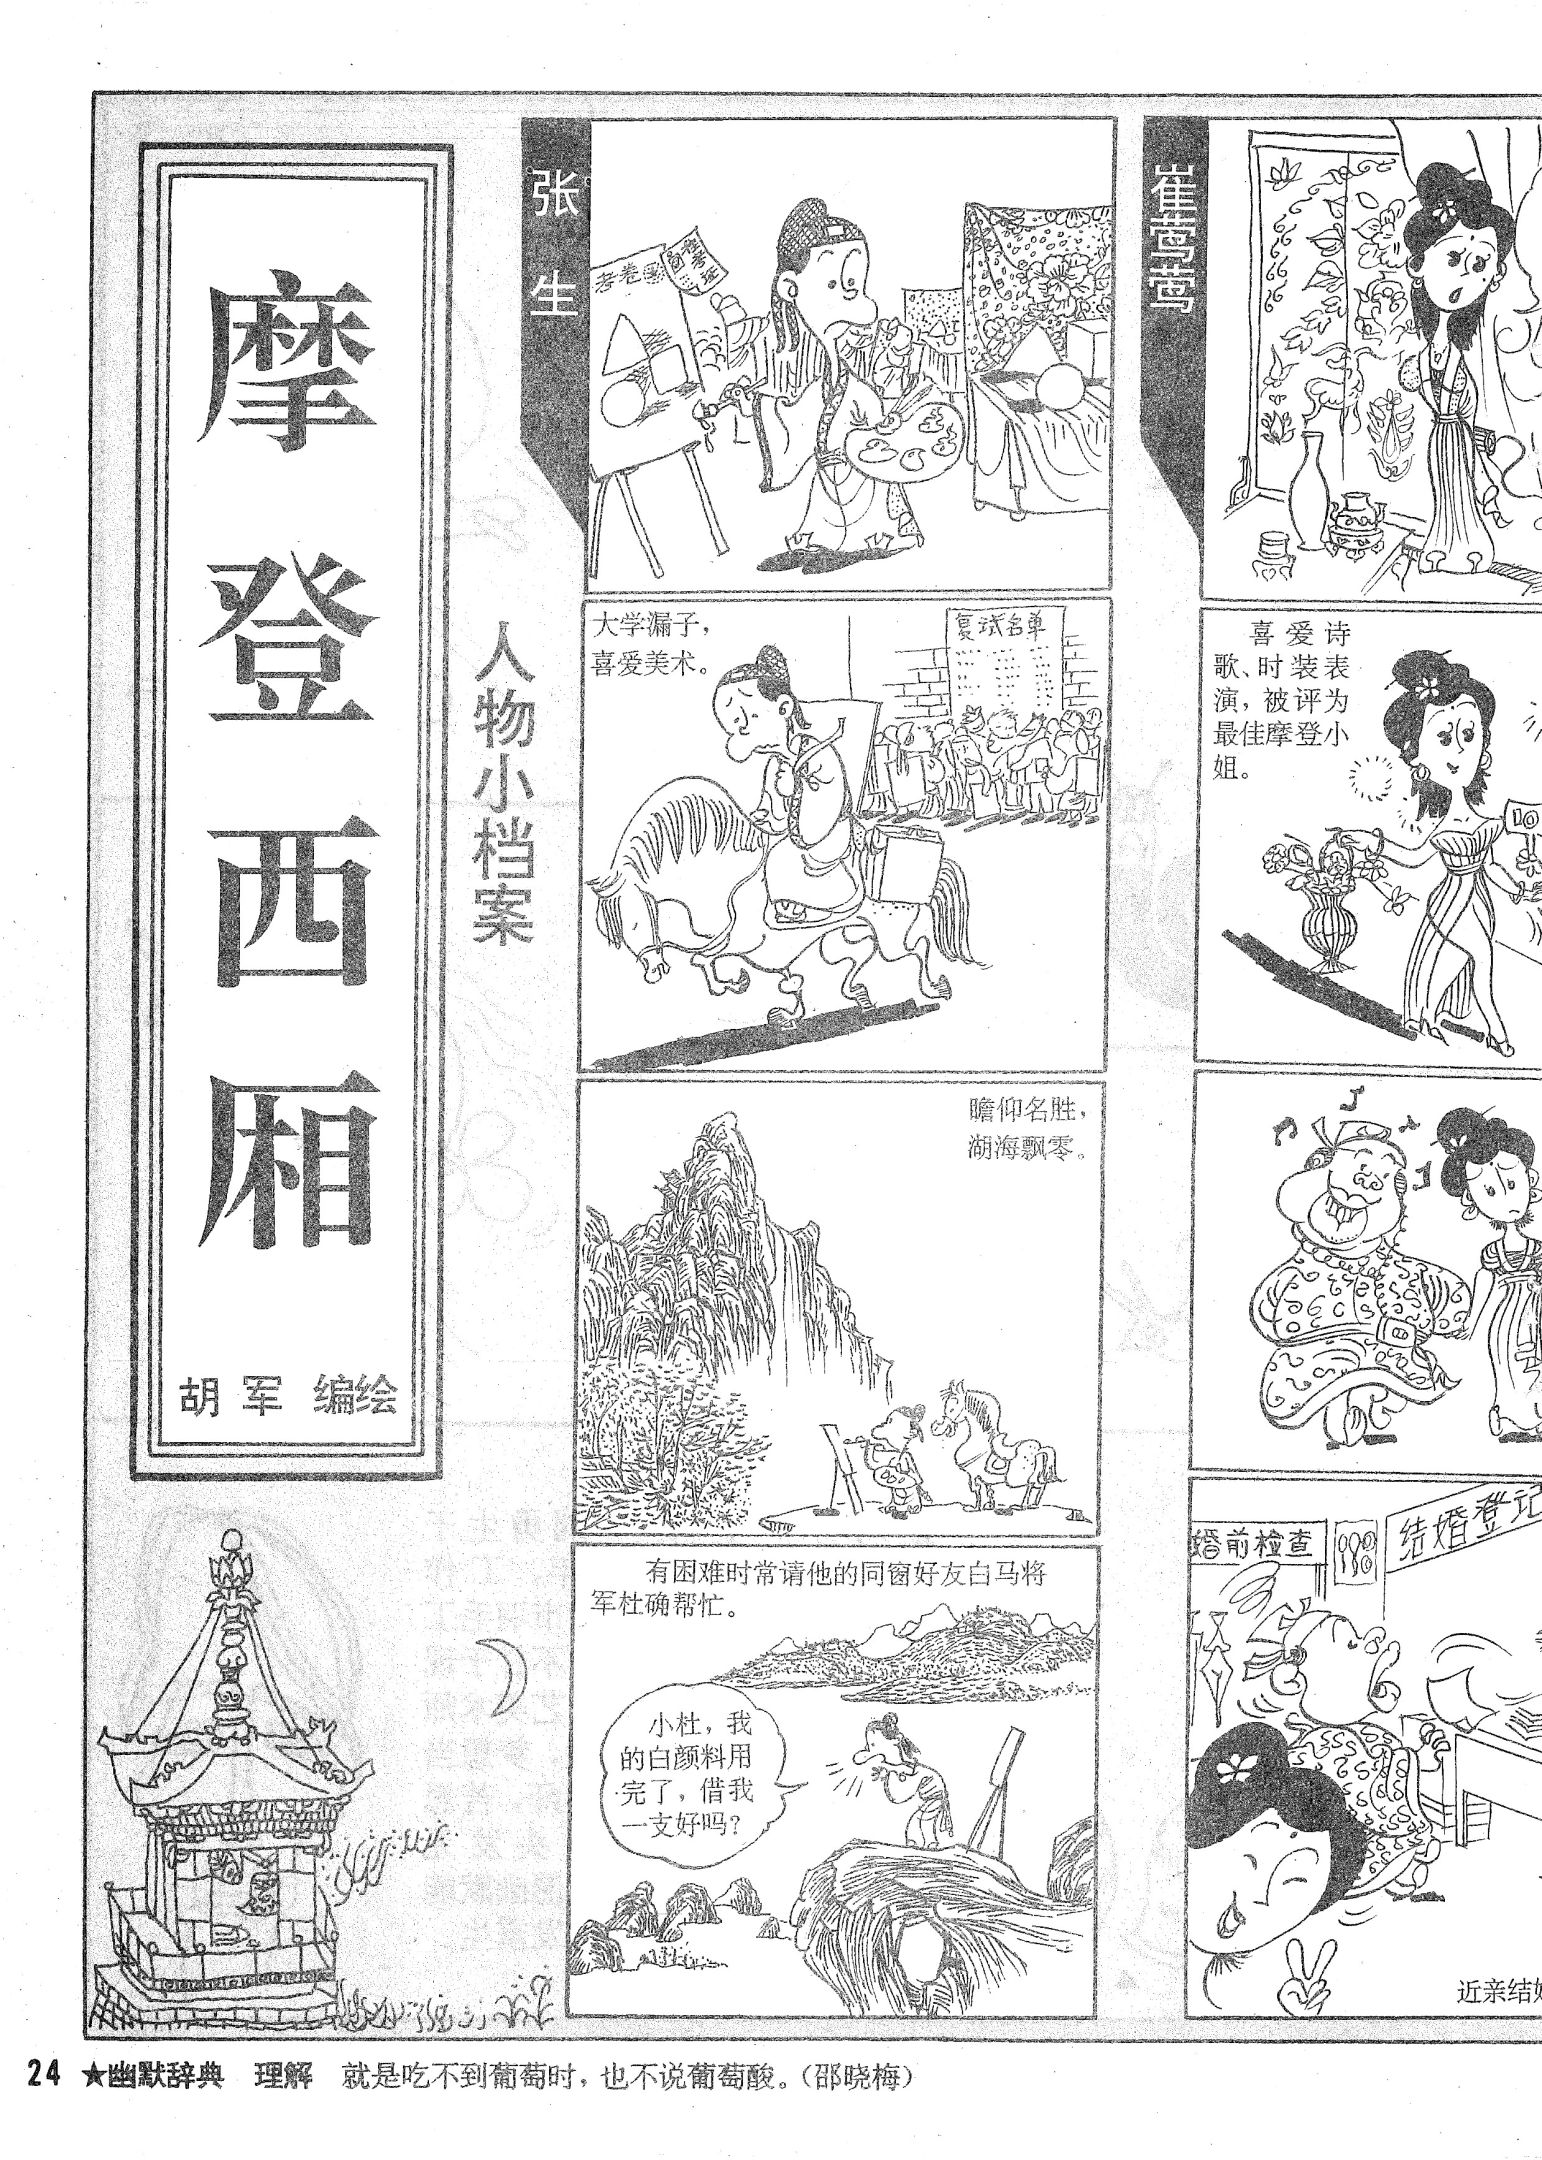 摩登西厢
胡军 编绘
人物小档案
张生
考卷
大学漏子，
喜爱美术。
复试名单
瞻仰名胜，
湖海飘零。
有困难时常请他的同窗好友白马将
军杜确帮忙。
小杜，我
的白颜料用
完了，借我
一支好吗？
崔莺莺
喜爱诗
歌、时装表
演，被评为
最佳摩登小
姐。
10
婚前检查
结婚登记
近亲结婚
24 ★幽默辞典 理解 就是吃不到葡萄时，也不说葡萄酸。（邵晓梅）